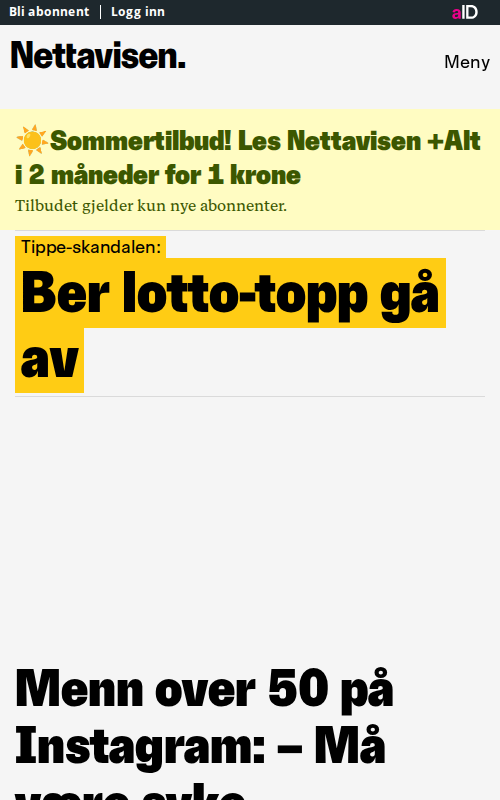 Bli abonnent | Logg inn
aID
Nettavisen.
Meny
☀️Sommertilbud! Les Nettavisen +Alt
i 2 måneder for 1 krone
Tilbudet gjelder kun nye abonnenter.
Tippe-skandalen:
Ber lotto-topp gå
av
Menn over 50 på
Instagram: – Må